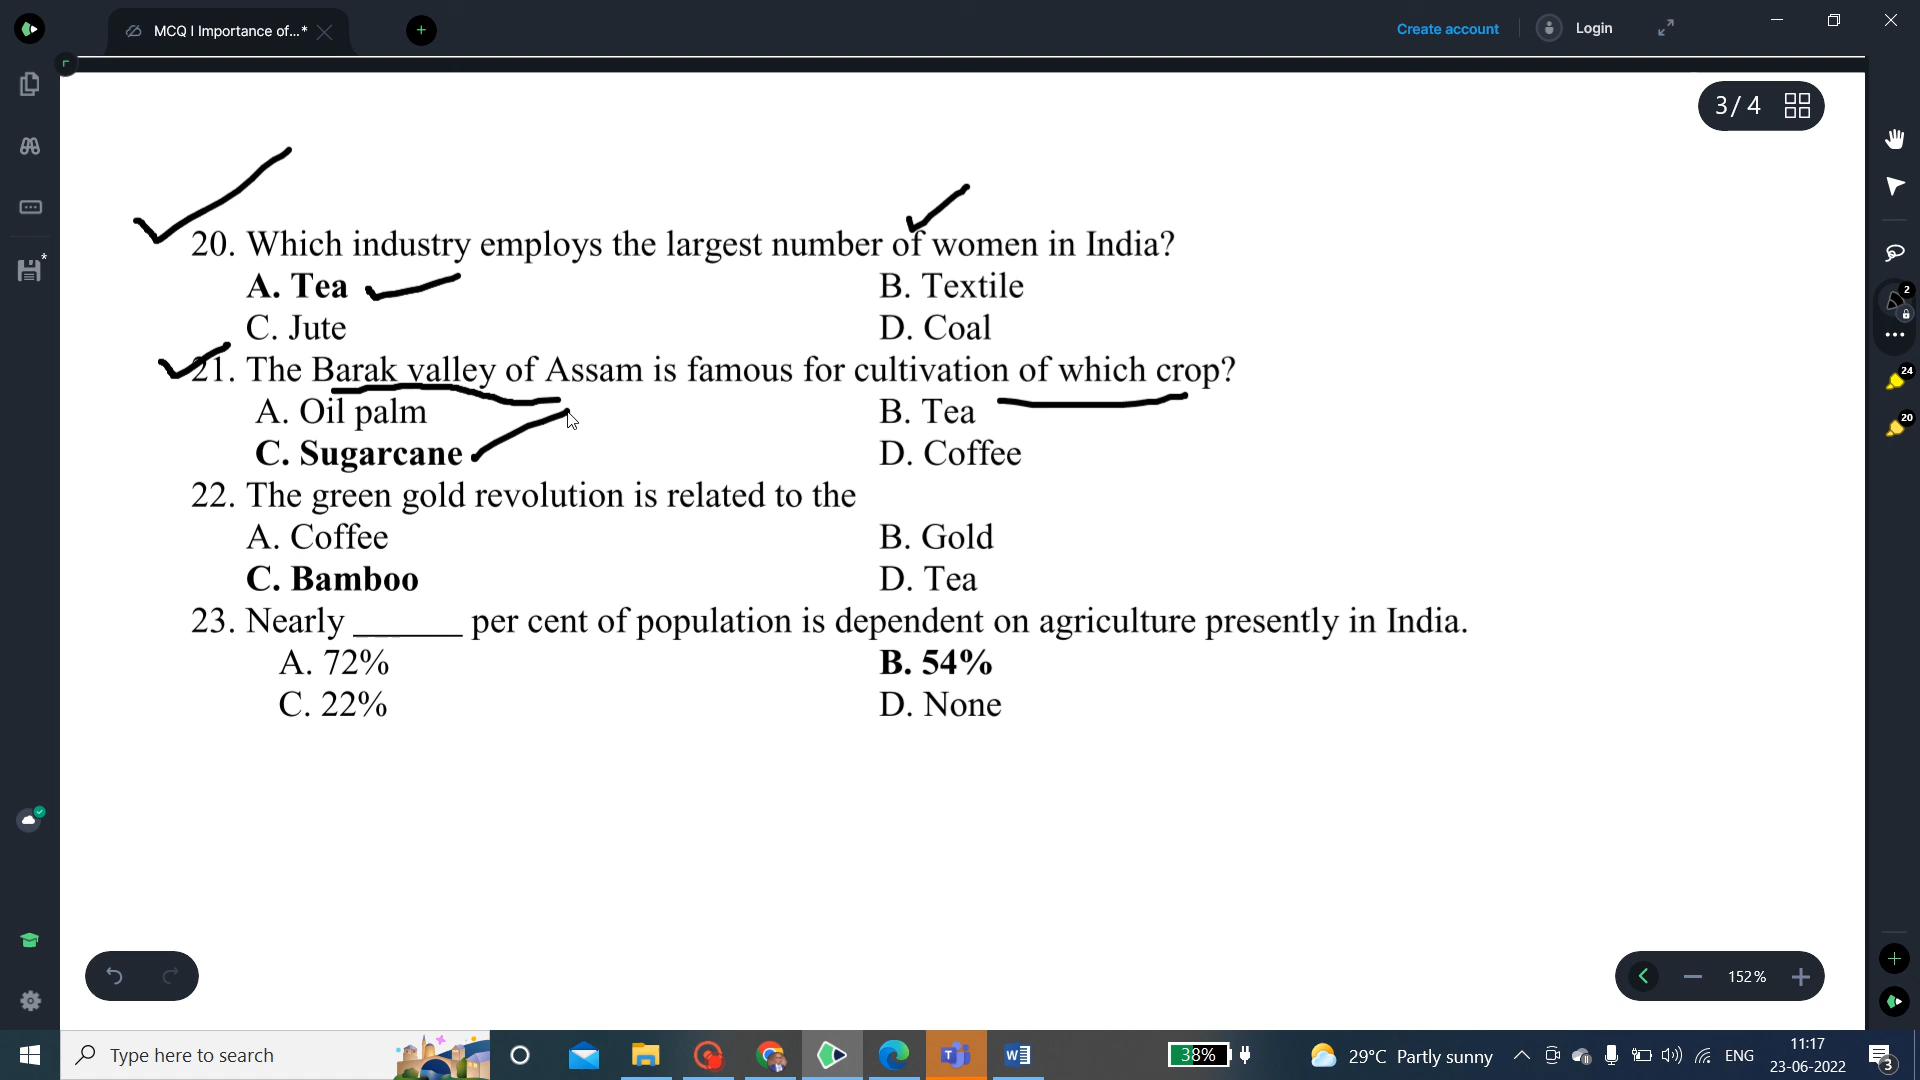 MCQ I Importance of...*
Create account
Login
3/4
20. Which industry employs the largest number of women in India?
A. Tea B. Textile
C. Jute D. Coal
21. The Barak valley of Assam is famous for cultivation of which crop?
A. Oil palm B. Tea
C. Sugarcane D. Coffee
22. The green gold revolution is related to the
A. Coffee B. Gold
C. Bamboo D. Tea
23. Nearly ______ per cent of population is dependent on agriculture presently in India.
A. 72% B. 54%
C. 22% D. None
2
24
20
152%
Type here to search
38%
29°C Partly sunny
ENG
11:17
23-06-2022
3